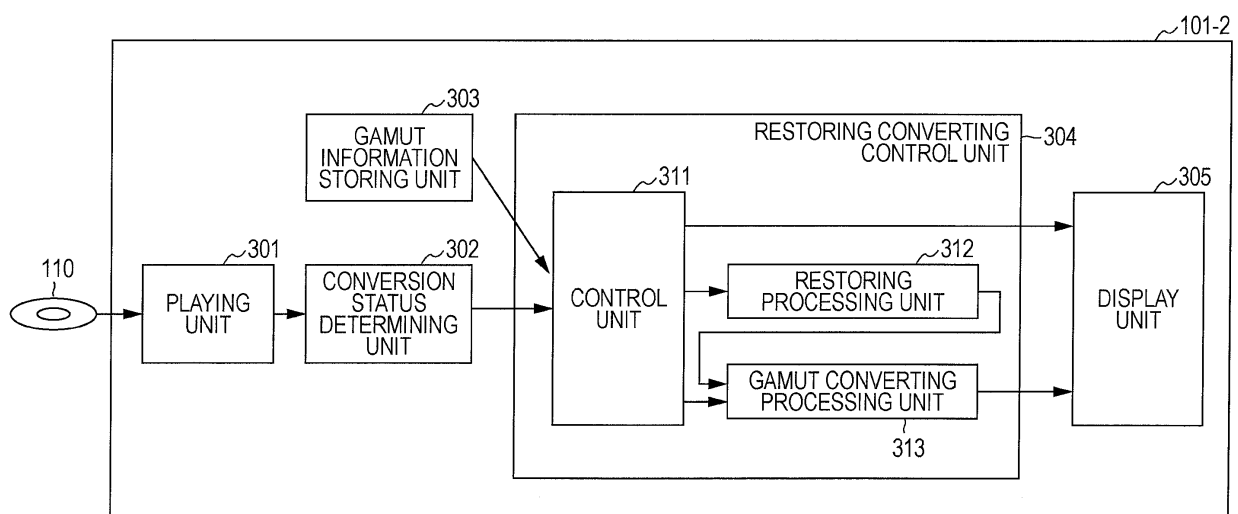 101-2
303
GAMUT
INFORMATION
STORING UNIT
RESTORING CONVERTING
CONTROL UNIT
304
311
CONTROL
UNIT
305
DISPLAY
UNIT
110
301
PLAYING
UNIT
302
CONVERSION
STATUS
DETERMINING
UNIT
312
RESTORING
PROCESSING UNIT
GAMUT CONVERTING
PROCESSING UNIT
313